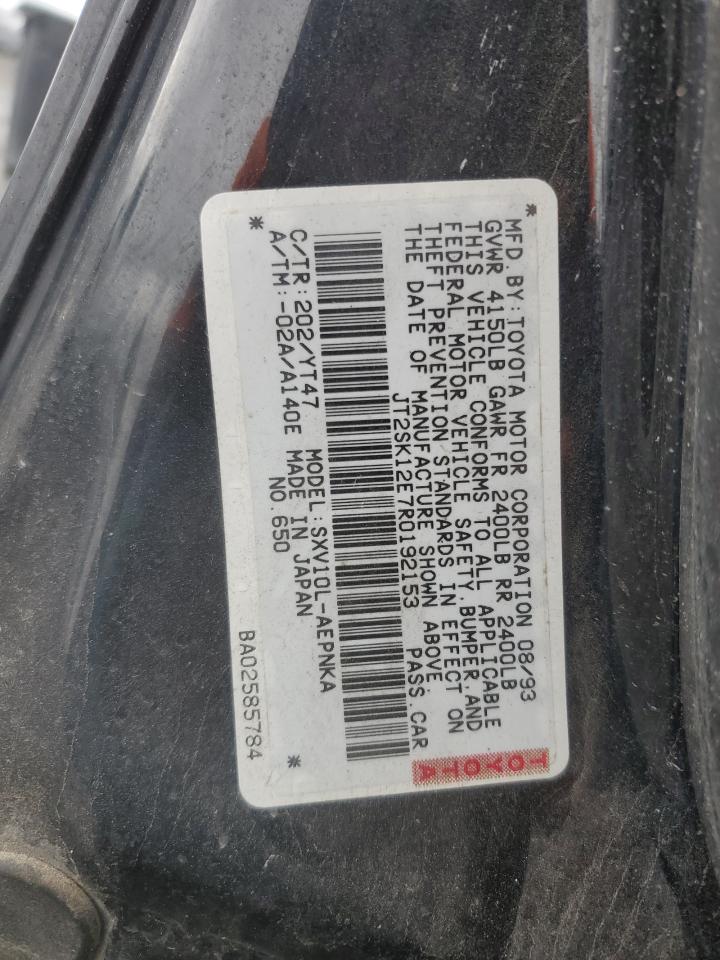 * MFD. BY: TOYOTA MOTOR CORPORATION 08/93
GVWR 4150LB GAWR FR 2400LB RR 2400LB
THIS VEHICLE CONFORMS TO ALL APPLICABLE
FEDERAL MOTOR VEHICLE SAFETY, BUMPER, AND
THEFT PREVENTION STANDARDS IN EFFECT ON
THE DATE OF MANUFACTURE SHOWN ABOVE.
JT2SK12E7R0192153 PASS.CAR
TOYOTA
C/TR:202/YT47 MODEL:SXV10L-AEPNKA
* A/TM:-02A/A140E MADE IN JAPAN *
NO.650
BA02585784